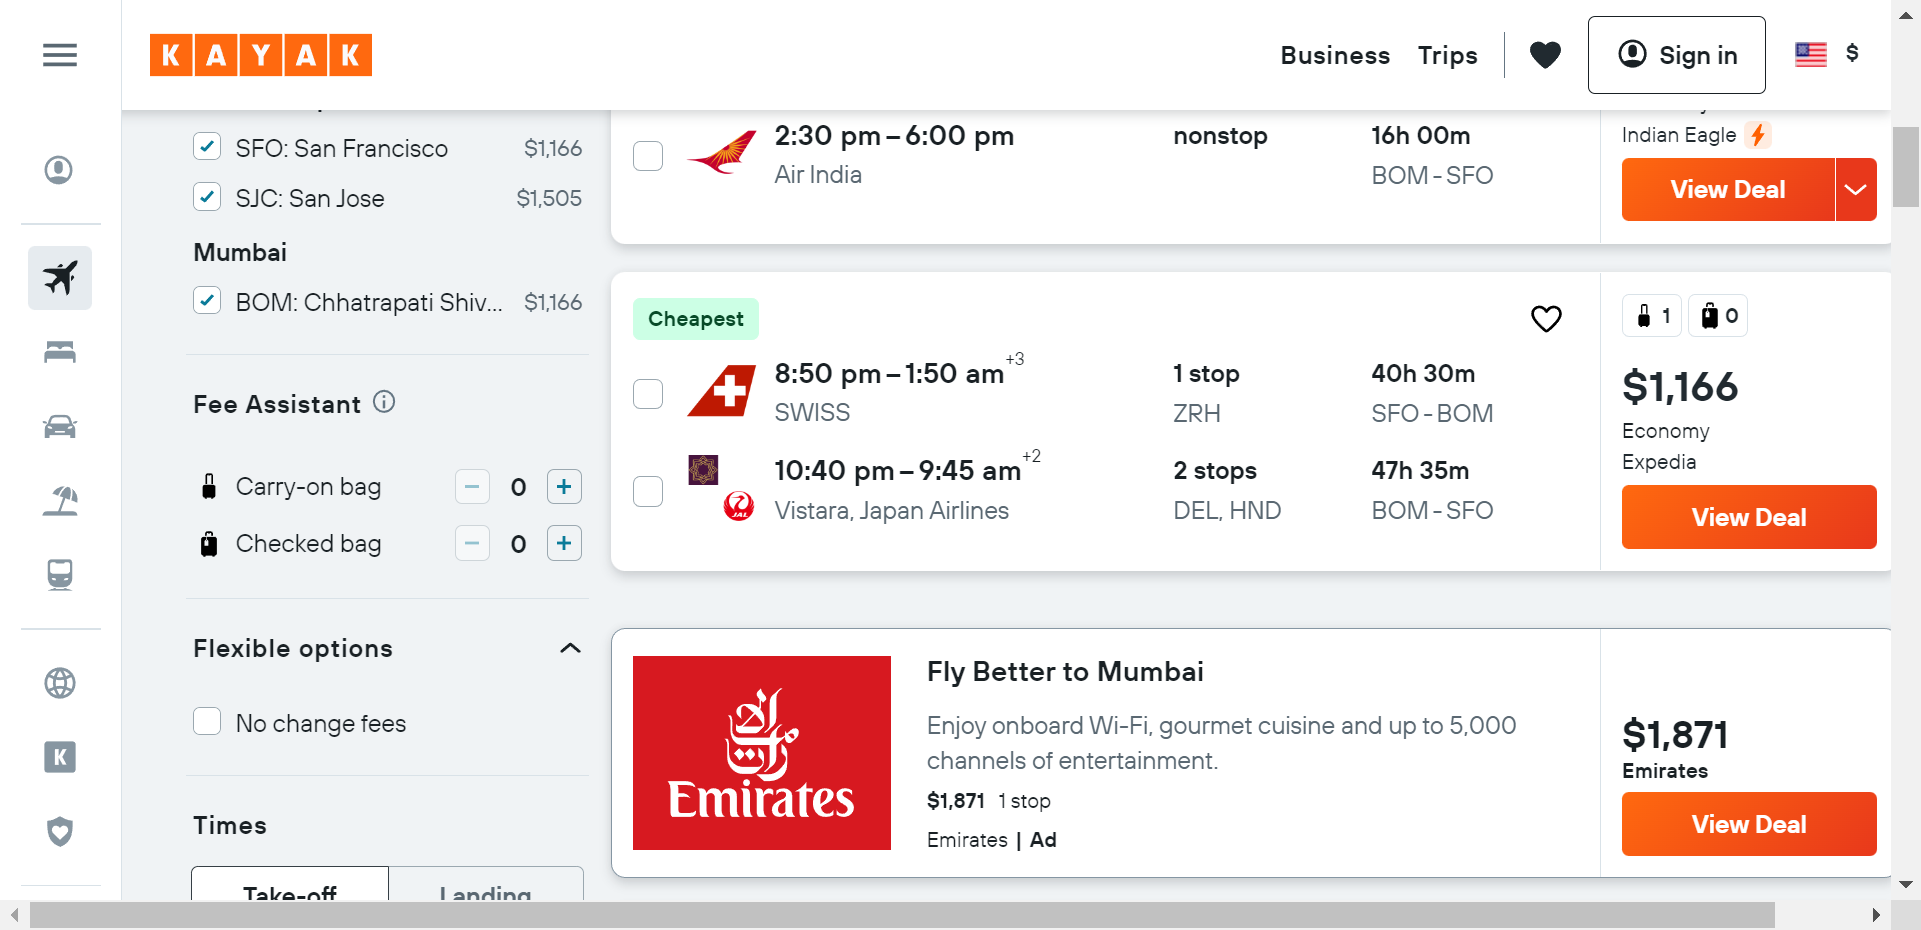 KAYAK
Business
Trips
Sign in
$
SFO: San Francisco $1,166
SJC: San Jose $1,505
Mumbai
BOM: Chhatrapati Shiv... $1,166
Fee Assistant
Carry-on bag 0
Checked bag 0
Flexible options
No change fees
Times
Take-off
Landing
2:30 pm – 6:00 pm nonstop 16h 00m
Air India BOM - SFO
Indian Eagle
View Deal
Cheapest
8:50 pm – 1:50 am +3 1 stop 40h 30m
SWISS ZRH SFO - BOM
10:40 pm – 9:45 am +2 2 stops 47h 35m
JAL
Vistara, Japan Airlines DEL, HND BOM - SFO
1 0
$1,166
Economy
Expedia
View Deal
Emirates
Fly Better to Mumbai
Enjoy onboard Wi-Fi, gourmet cuisine and up to 5,000
channels of entertainment.
$1,871 1 stop
Emirates | Ad
$1,871
Emirates
View Deal
K